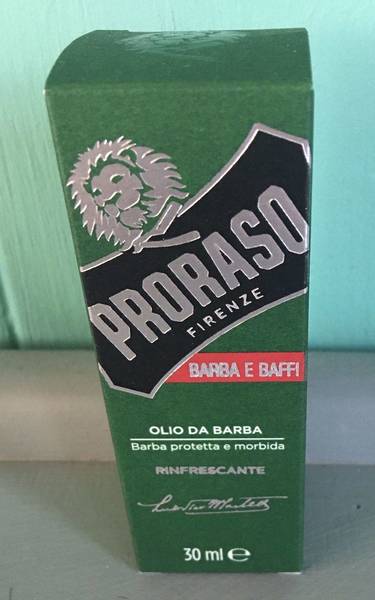 PRORASO
FIRENZE
BARBA E BAFFI
OLIO DA BARBA
Barba protetta e morbida
RINFRESCANTE
30 ml ℮